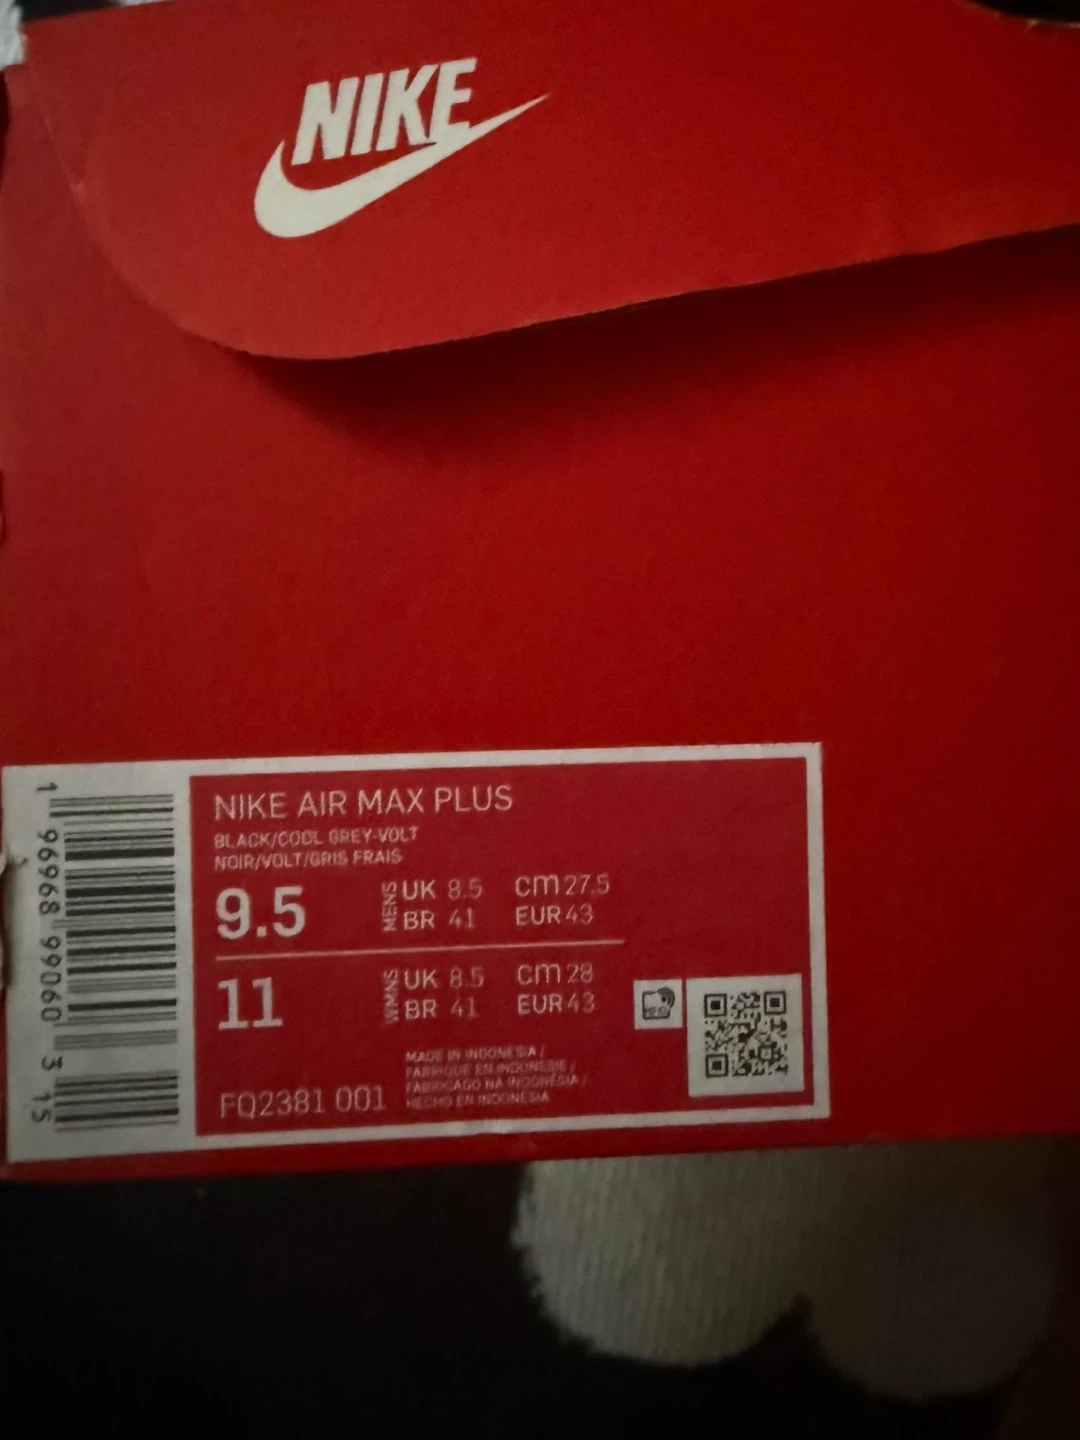 NIKE
NIKE AIR MAX PLUS
BLACK/COOL GREY-VOLT
NOIR/VOLT/GRIS FRAIS
9.5 MENS UK 8.5 cm 27.5
BR 41 EUR 43
11 WMNS UK 8.5 cm 28
BR 41 EUR 43
MADE IN INDONESIA /
FABRIQUÉ EN INDONÉSIE /
FABRICADO NA INDONÉSIA /
HECHO EN INDONESIA
FQ2381 001
1 96968 99060 3 15